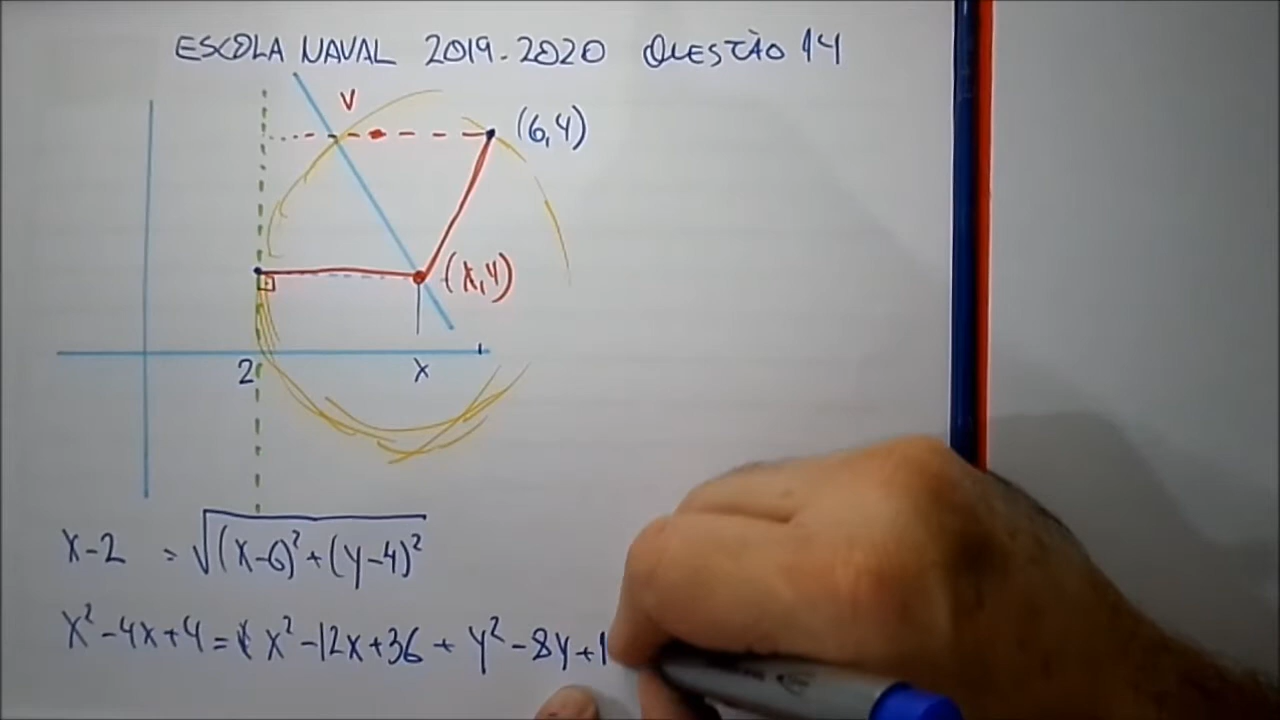 ESCOLA NAVAL 2019-2020 QUESTÃO 14
V
(6,4)
(x,y)
2
x
x-2 = √(x-6)²+(y-4)²
x²-4x+4= x²-12x+36 + y²-8y+1